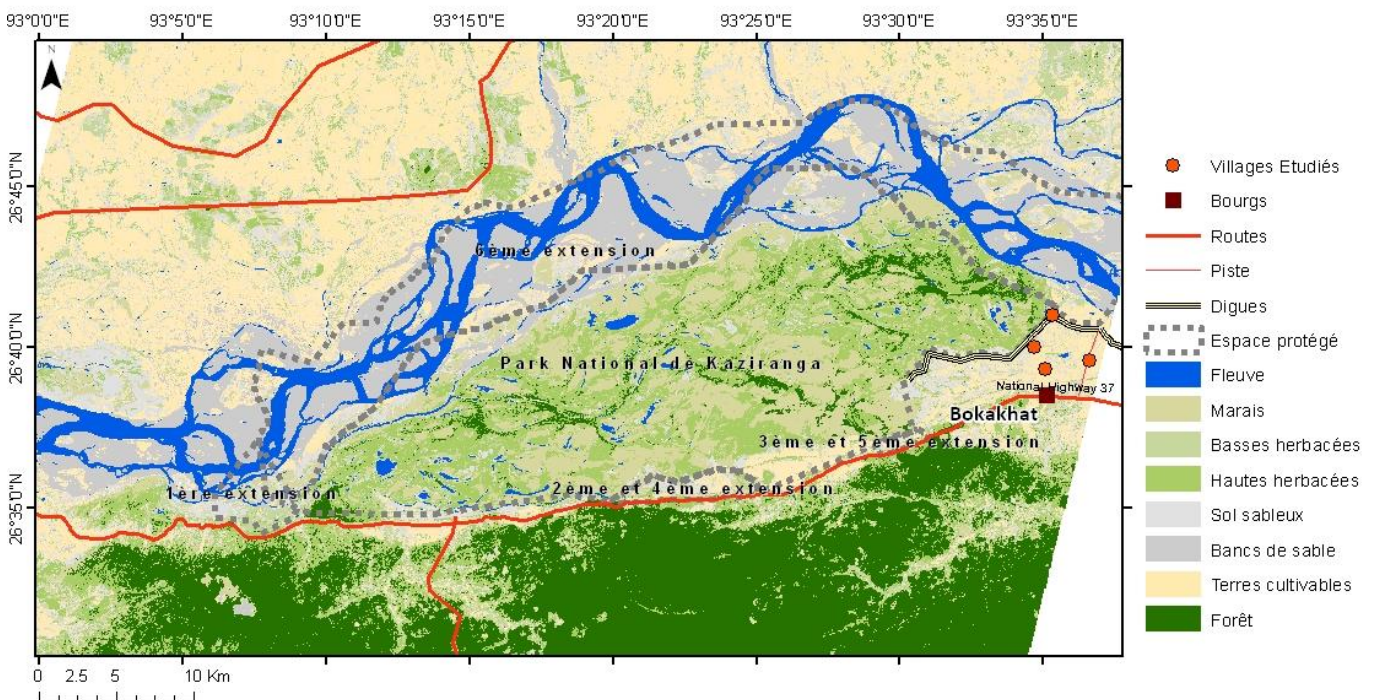 93°0'0"E 93°5'0"E 93°10'0"E 93°15'0"E 93°20'0"E 93°25'0"E 93°30'0"E 93°35'0"E
N
26°45'0"N
26°40'0"N
26°35'0"N
6ème extension
Park National de Kaziranga
National Highway 37
Bokakhat
3ème et 5ème extension
2ème et 4ème extension
1ère extension
Villages Etudiés
Bourgs
Routes
Piste
Digues
Espace protégé
Fleuve
Marais
Basses herbacées
Hautes herbacées
Sol sableux
Bancs de sable
Terres cultivables
Forêt
0 2.5 5 10 Km